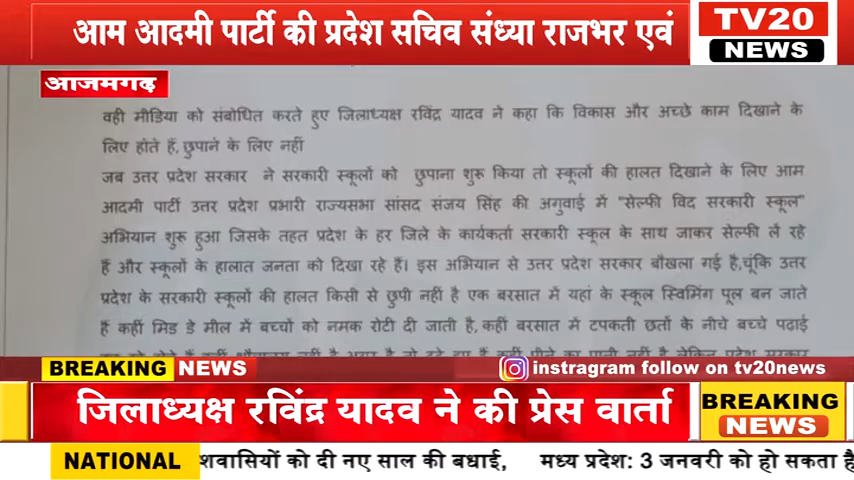 आम आदमी पार्टी की प्रदेश सचिव संध्या राजभर एवं
TV20
NEWS
आजमगढ़
वही मीडिया को संबोधित करते हुए जिलाध्यक्ष रविंद्र यादव ने कहा कि विकास और अच्छे काम दिखाने के
लिए होते हैं, छुपाने के लिए नहीं
जब उत्तर प्रदेश सरकार ने सरकारी स्कूलों को छुपाना शुरू किया तो स्कूलों की हालत दिखाने के लिए आम
आदमी पार्टी उत्तर प्रदेश प्रभारी राज्यसभा सांसद संजय सिंह की अगुवाई में "सेल्फी विद सरकारी स्कूल"
अभियान शुरू हुआ जिसके तहत प्रदेश के हर जिले के कार्यकर्ता सरकारी स्कूल के साथ जाकर सेल्फी लें रहे
हैं और स्कूलों के हालात जनता को दिखा रहे हैं। इस अभियान से उत्तर प्रदेश सरकार बौखला गई है,चूंकि उत्तर
प्रदेश के सरकारी स्कूलों की हालत किसी से छुपी नहीं है एक बरसात में यहां के स्कूल स्विमिंग पूल बन जाते
हैं कहीं मिड डे मील में बच्चों को नमक रोटी दी जाती है,कहीं बरसात में टपकती छतों के नीचे बच्चे पढ़ाई
BREAKING NEWS
instragram follow on tv20news
जिलाध्यक्ष रविंद्र यादव ने की प्रेस वार्ता
BREAKING
NEWS
NATIONAL
शवासियों को दी नए साल की बधाई, मध्य प्रदेश: 3 जनवरी को हो सकता है